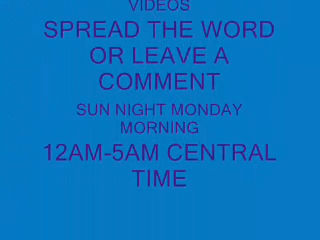 VIDEOS
SPREAD THE WORD
OR LEAVE A
COMMENT
SUN NIGHT MONDAY
MORNING
12AM-5AM CENTRAL
TIME